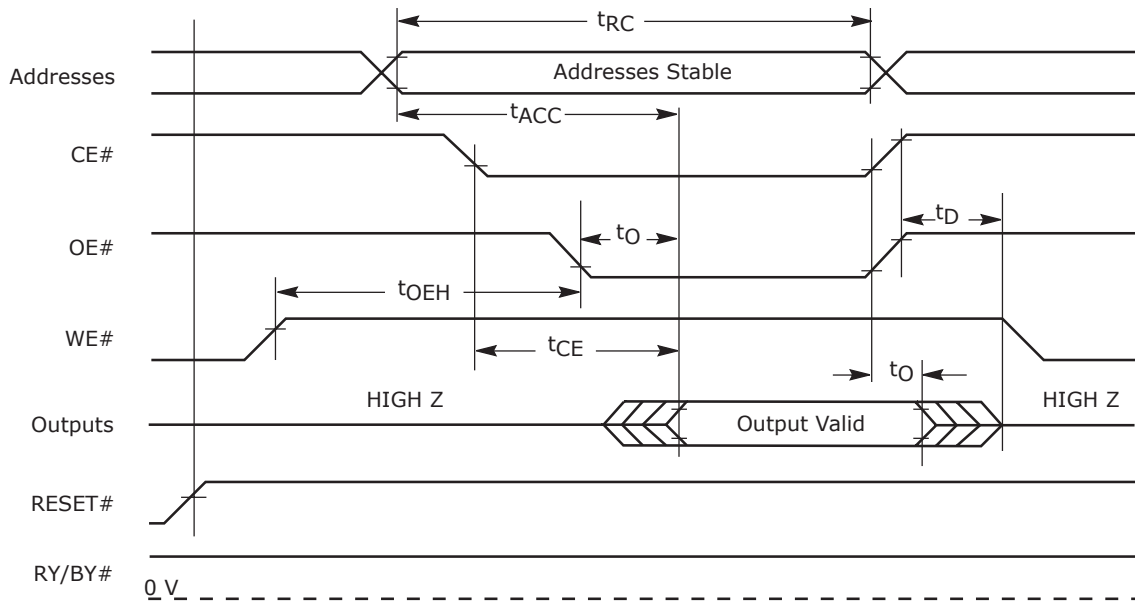 tRC
Addresses
Addresses Stable
tACC
CE#
tD
OE#
tO
tOEH
WE#
tCE
tO
HIGH Z
HIGH Z
Outputs
Output Valid
RESET#
RY/BY#
0 V